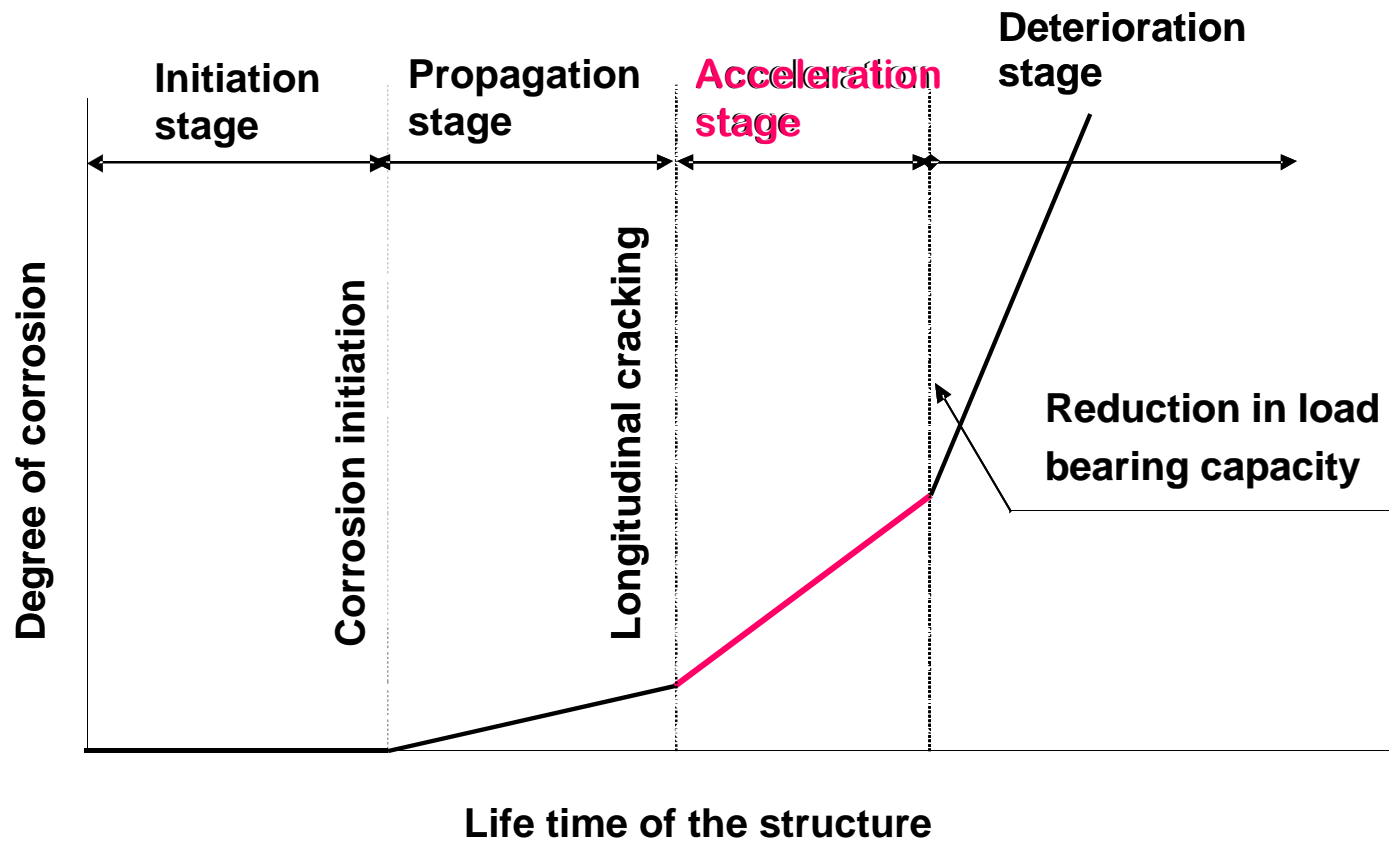 Deterioration
stage
Initiation
stage
Propagation
stage
Acceleration
stage
Degree of corrosion
Corrosion initiation
Longitudinal cracking
Reduction in load
bearing capacity
Life time of the structure